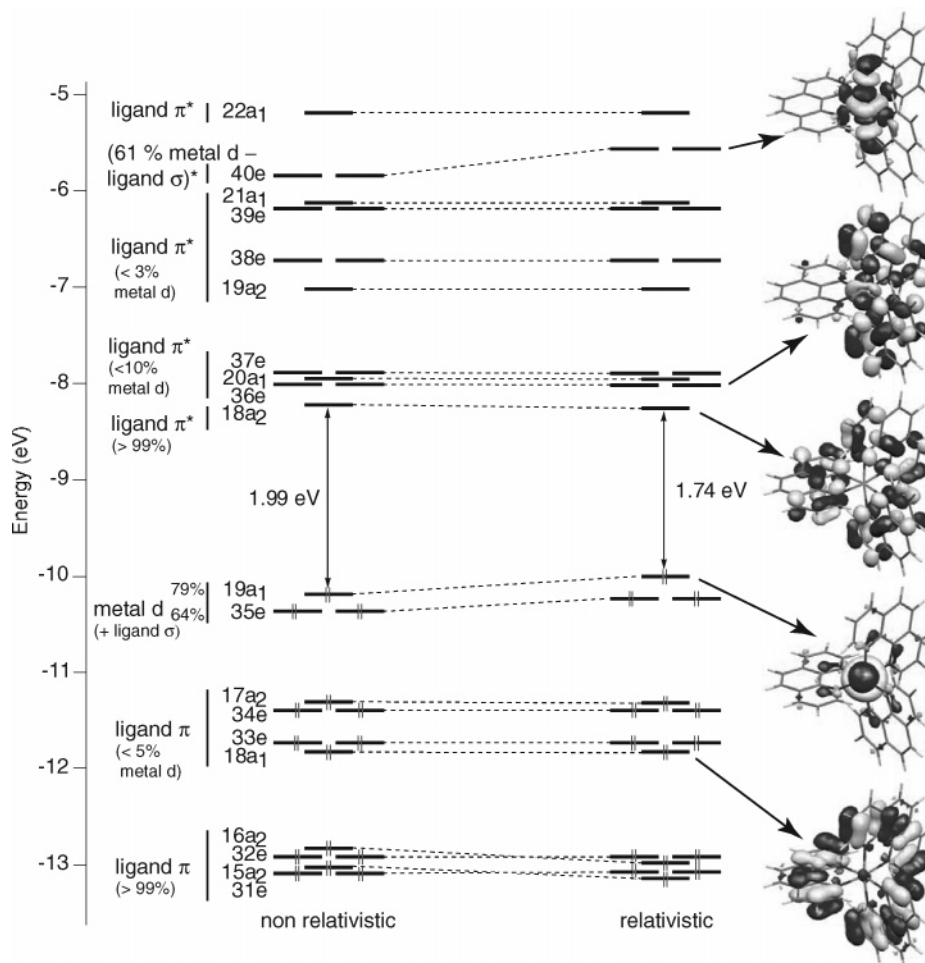 -5
ligand π*
22a1
(61 % metal d –
ligand σ)*
40e
-6
21a1
39e
ligand π*
(< 3%
metal d)
38e
-7
19a2
ligand π*
(<10%
metal d)
37e
20a1
36e
-8
ligand π*
(> 99%)
18a2
-9
Energy (eV)
1.99 eV
1.74 eV
-10
79%
19a1
metal d
64%
35e
(+ ligand σ)
-11
17a2
34e
ligand π
(< 5%
metal d)
33e
18a1
-12
16a2
32e
ligand π
(> 99%)
15a2
31e
-13
non relativistic
relativistic